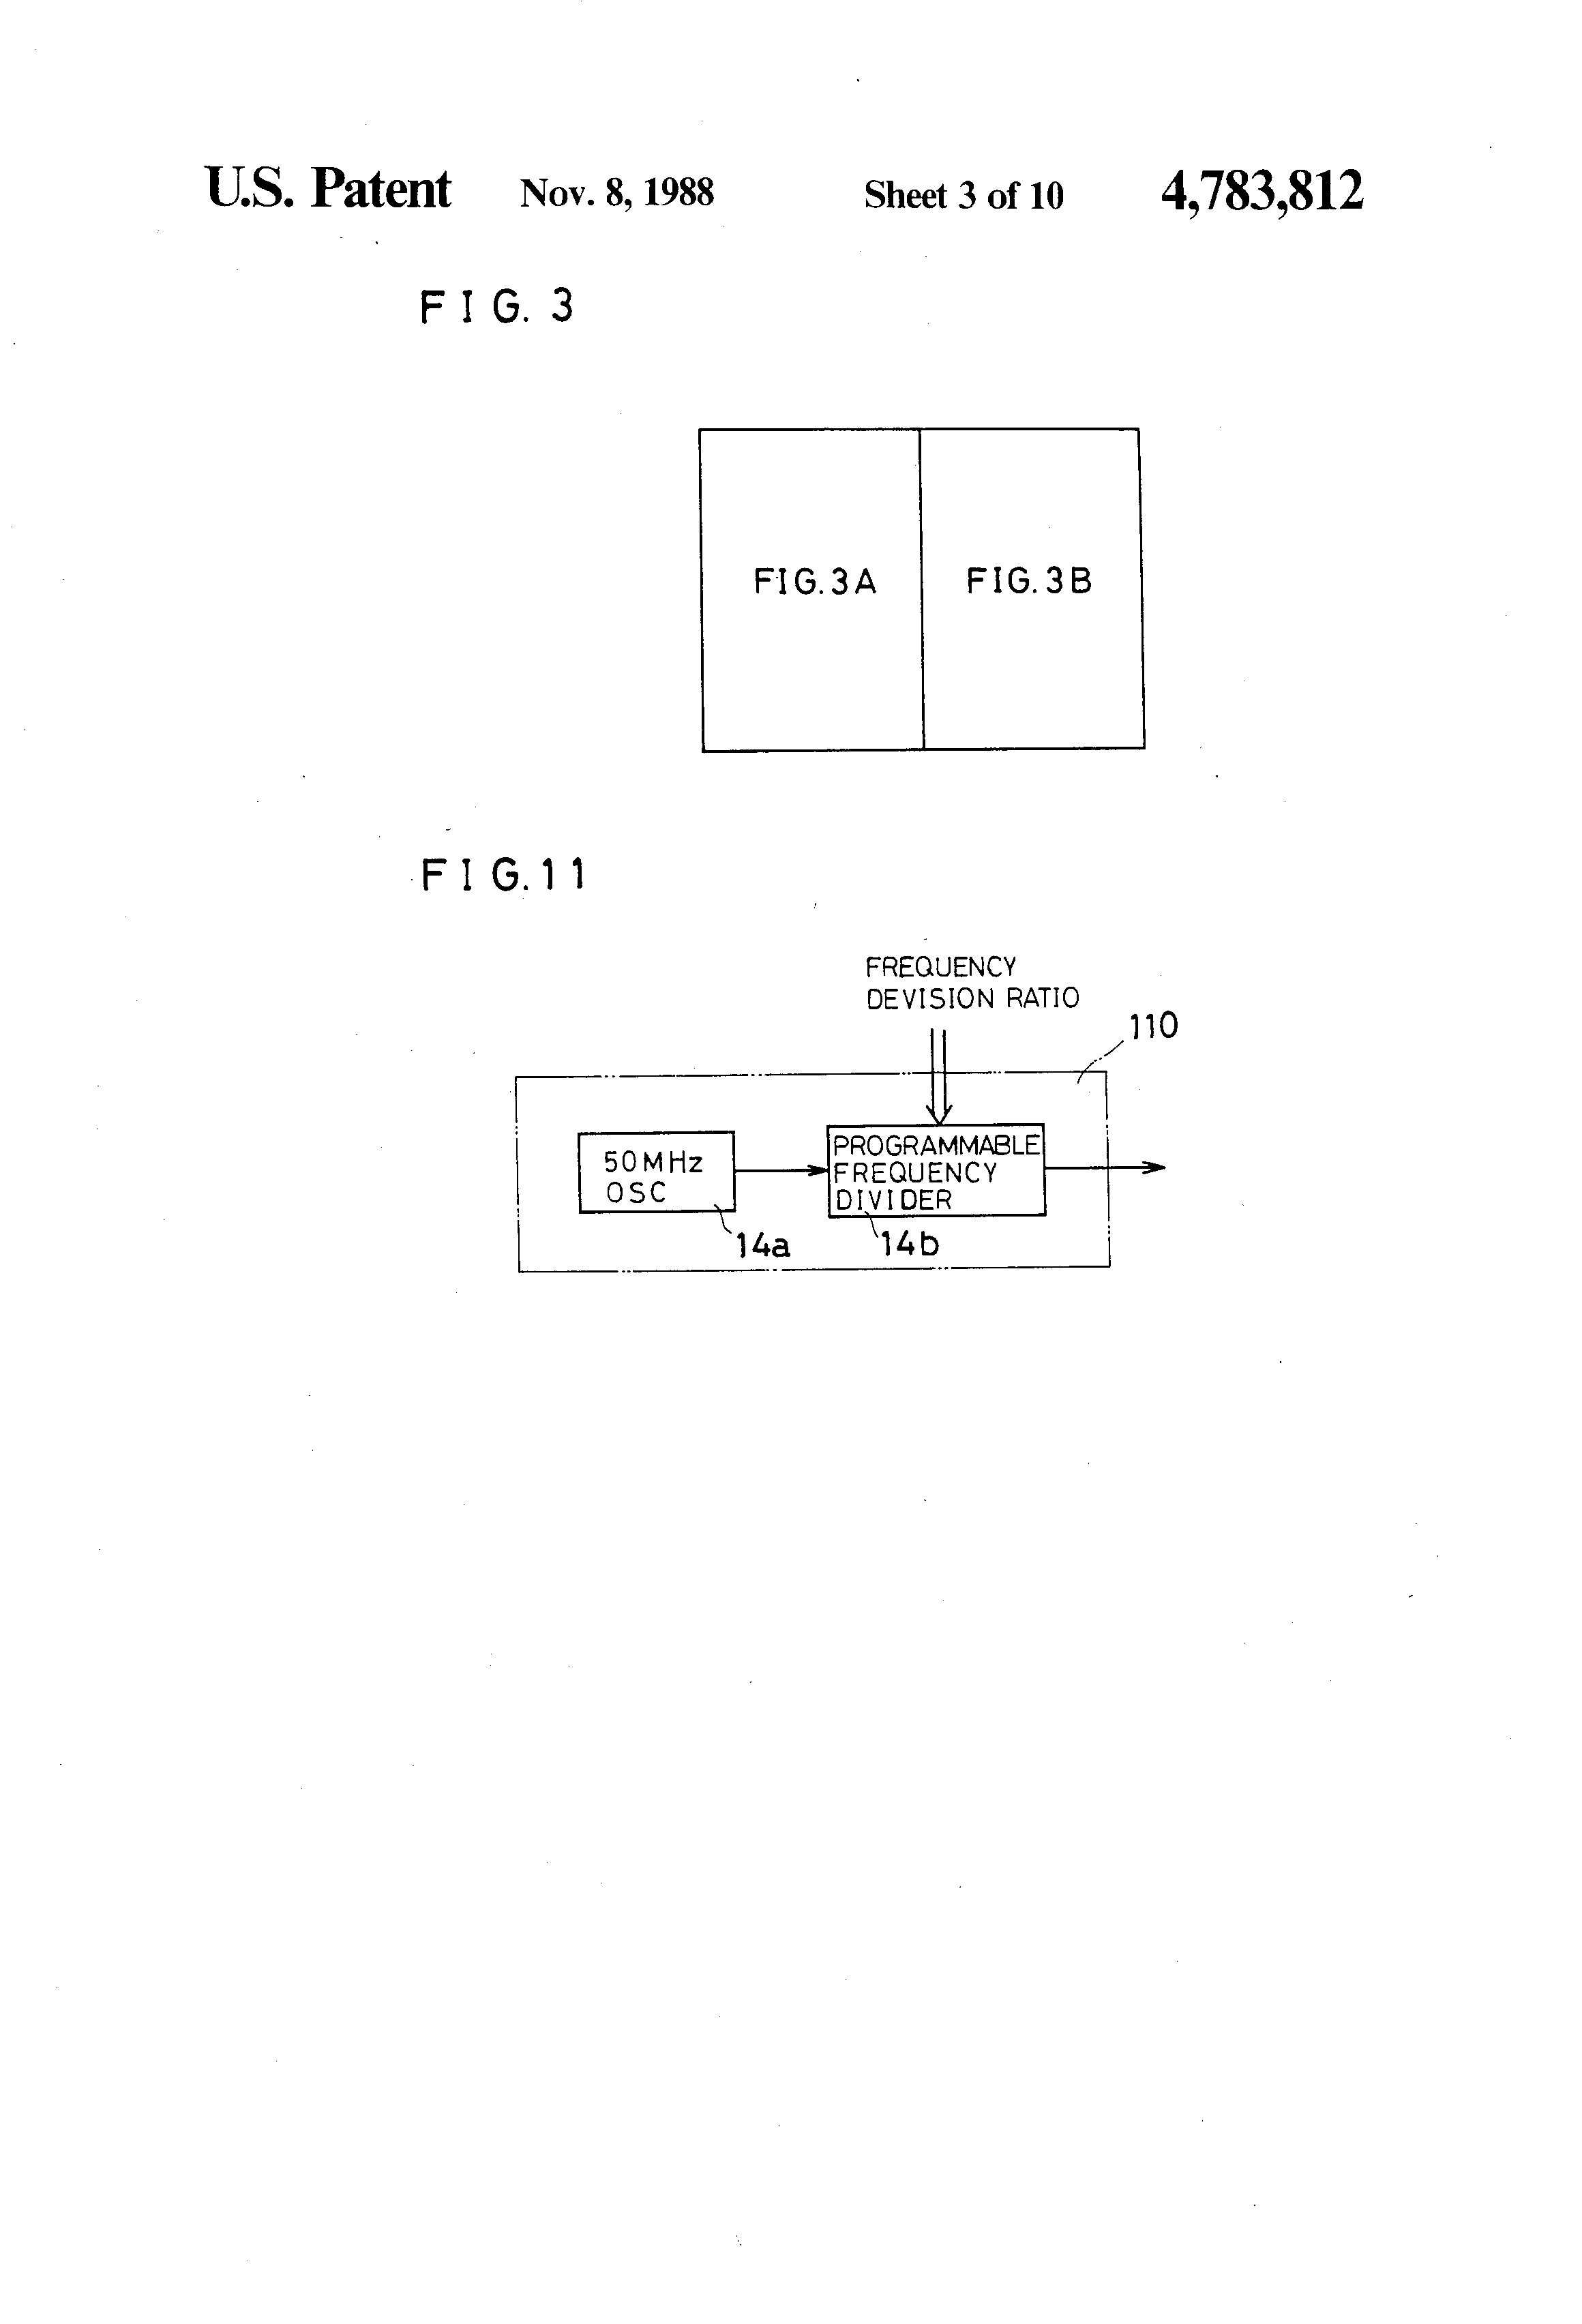 U.S. Patent Nov. 8, 1988 Sheet 3 of 10 4,783,812
FIG. 3
FIG. 3A FIG. 3B
FIG. 11
FREQUENCY
DEVISION RATIO
110
50MHz
OSC
PROGRAMMABLE
FREQUENCY
DIVIDER
14a 14b